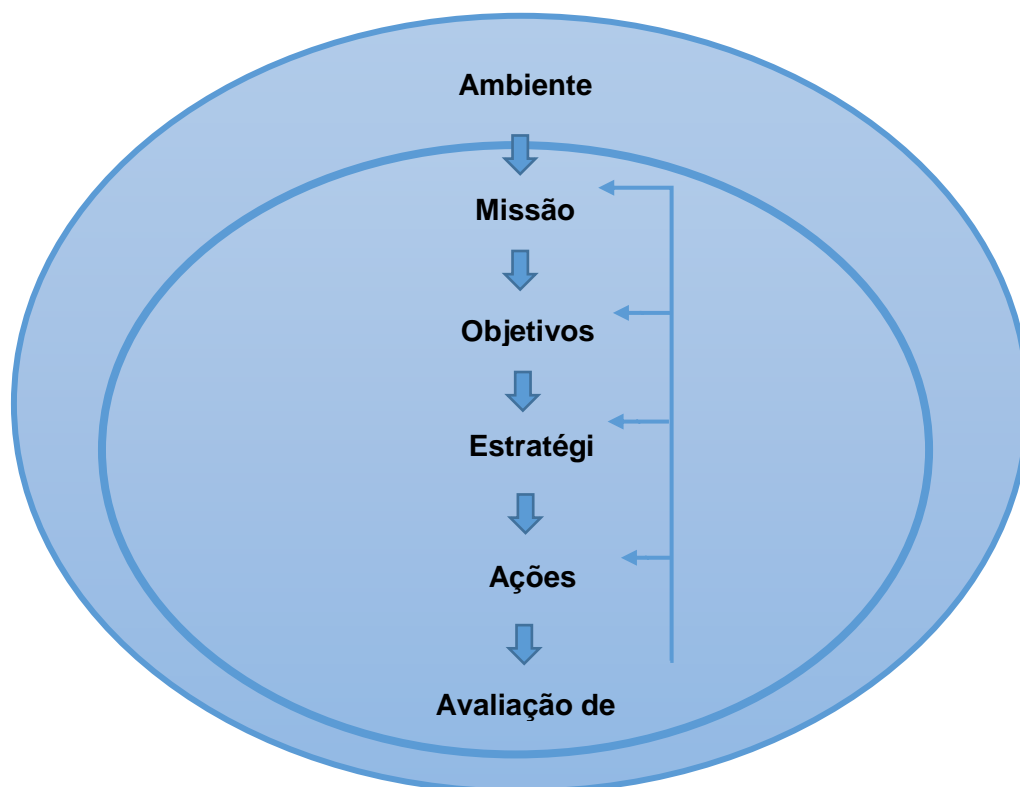 Ambiente
Missão
Objetivos
Estratégi
Ações
Avaliação de